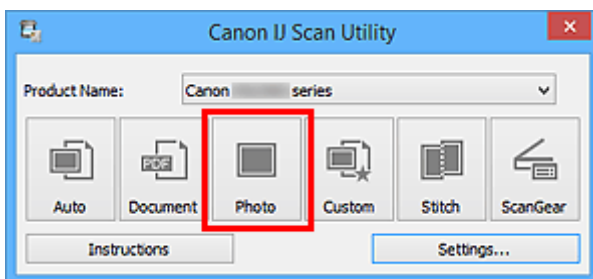 Canon IJ Scan Utility
Product Name: Canon series
Auto Document Photo Custom Stitch ScanGear
PDF
Instructions Settings...